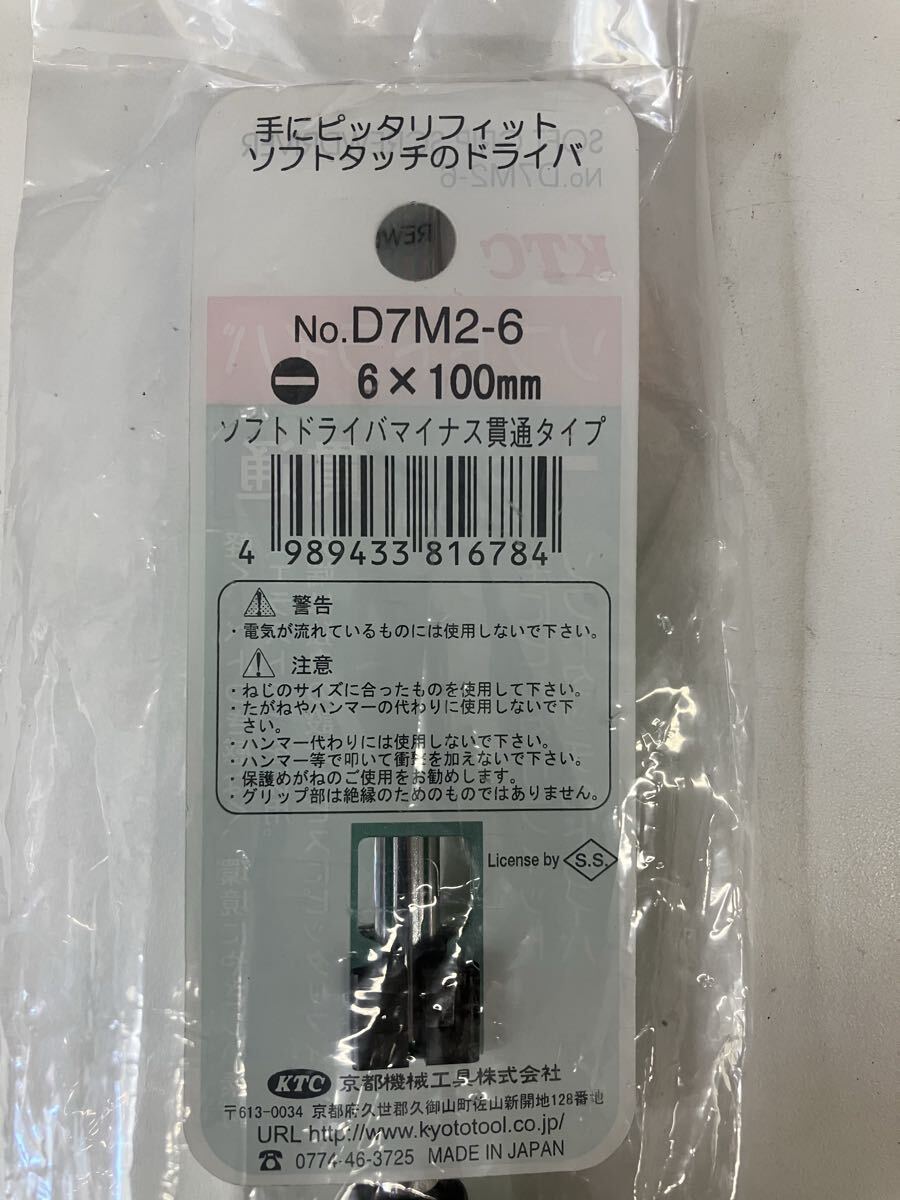 手にピッタリフィット
ソフトタッチのドライバ
No.D7M2-6
KTC
No.D7M2-6
6×100mm
ソフトドライバマイナス貫通タイプ
4 989433 816784
警告
・電気が流れているものには使用しないで下さい。
注意
・ねじのサイズに合ったものを使用して下さい。
・たがねやハンマーの代わりに使用しないで下
さい。
・ハンマー代わりには使用しないで下さい。
・ハンマー等で叩いて衝撃を加えないで下さい。
・保護めがねのご使用をお勧めします。
・グリップ部は絶縁のためのものではありません。
License by S.S.
KTC 京都機械工具株式会社
〒613-0034 京都府久世郡久御山町佐山新開地128番地
URL http://www.kyototool.co.jp/
☎ 0774-46-3725 MADE IN JAPAN